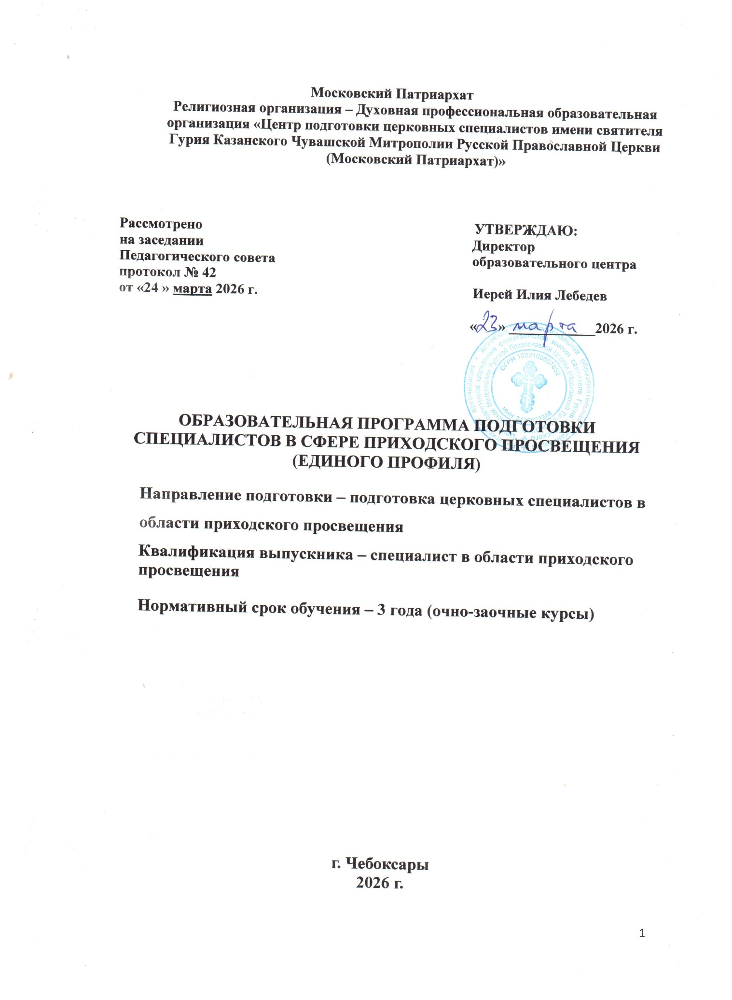 Московский Патриархат
Религиозная организация – Духовная профессиональная образовательная
организация «Центр подготовки церковных специалистов имени святителя
Гурия Казанского Чувашской Митрополии Русской Православной Церкви
(Московский Патриархат)»
Рассмотрено
на заседании
Педагогического совета
протокол № 42
от «24 » марта 2026 г.
УТВЕРЖДАЮ:
Директор
образовательного центра
Иерей Илия Лебедев
«23» марта 2026 г.
ОГРН 1022100007852
ИНН
ОБРАЗОВАТЕЛЬНАЯ ПРОГРАММА ПОДГОТОВКИ
СПЕЦИАЛИСТОВ В СФЕРЕ ПРИХОДСКОГО ПРОСВЕЩЕНИЯ
(ЕДИНОГО ПРОФИЛЯ)
Направление подготовки – подготовка церковных специалистов в
области приходского просвещения
Квалификация выпускника – специалист в области приходского
просвещения
Нормативный срок обучения – 3 года (очно-заочные курсы)
г. Чебоксары
2026 г.
1